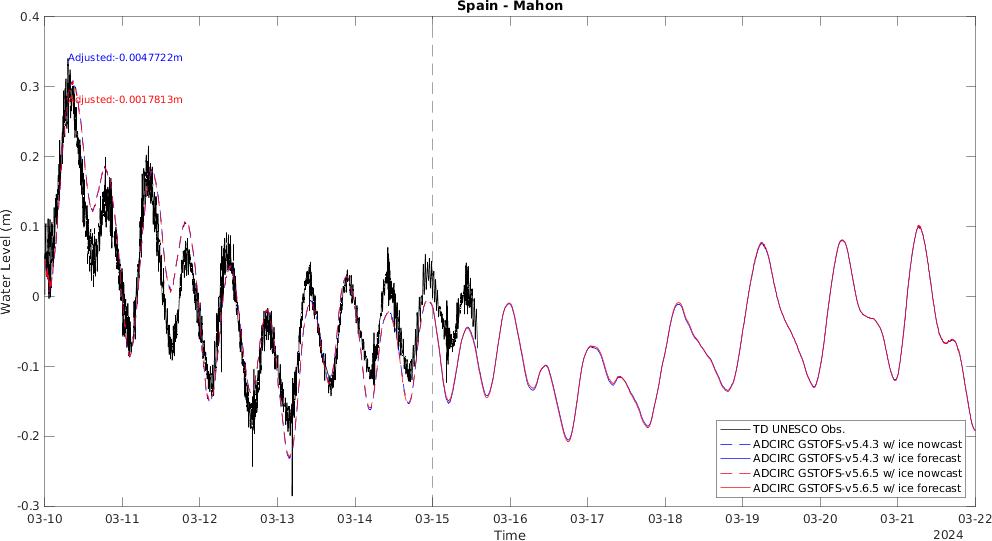 Spain - Mahon
0.4
0.3
0.2
0.1
0
-0.1
-0.2
-0.3
Water Level (m)
Adjusted:-0.0047722m
Adjusted:-0.0017813m
TD UNESCO Obs.
ADCIRC GSTOFS-v5.4.3 w/ ice nowcast
ADCIRC GSTOFS-v5.4.3 w/ ice forecast
ADCIRC GSTOFS-v5.6.5 w/ ice nowcast
ADCIRC GSTOFS-v5.6.5 w/ ice forecast
03-10 03-11 03-12 03-13 03-14 03-15 03-16 03-17 03-18 03-19 03-20 03-21 03-22
Time
2024